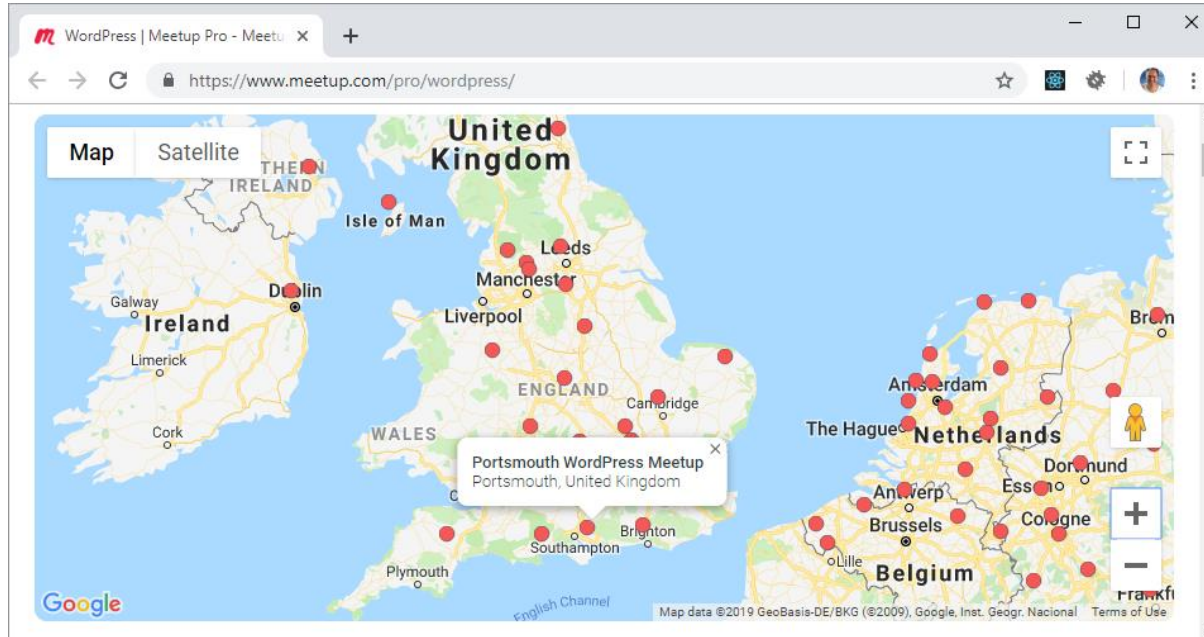 WordPress | Meetup Pro - Meetu
https://www.meetup.com/pro/wordpress/
Map Satellite
United
Kingdom
IRELAND
Isle of Man
Leeds
Manchester
Dublin
Galway
Ireland
Liverpool
Brem
Limerick
ENGLAND
Amsterdam
Cambridge
Cork
WALES
The Hague
Netherlands
Portsmouth WordPress Meetup
Portsmouth, United Kingdom
Dortmund
Essen
Antwerp
Brussels
Cologne
Brighton
Southampton
Lille
Belgium
Plymouth
Google
English Channel
Frankfu
Map data ©2019 GeoBasis-DE/BKG (©2009), Google, Inst. Geogr. Nacional Terms of Use